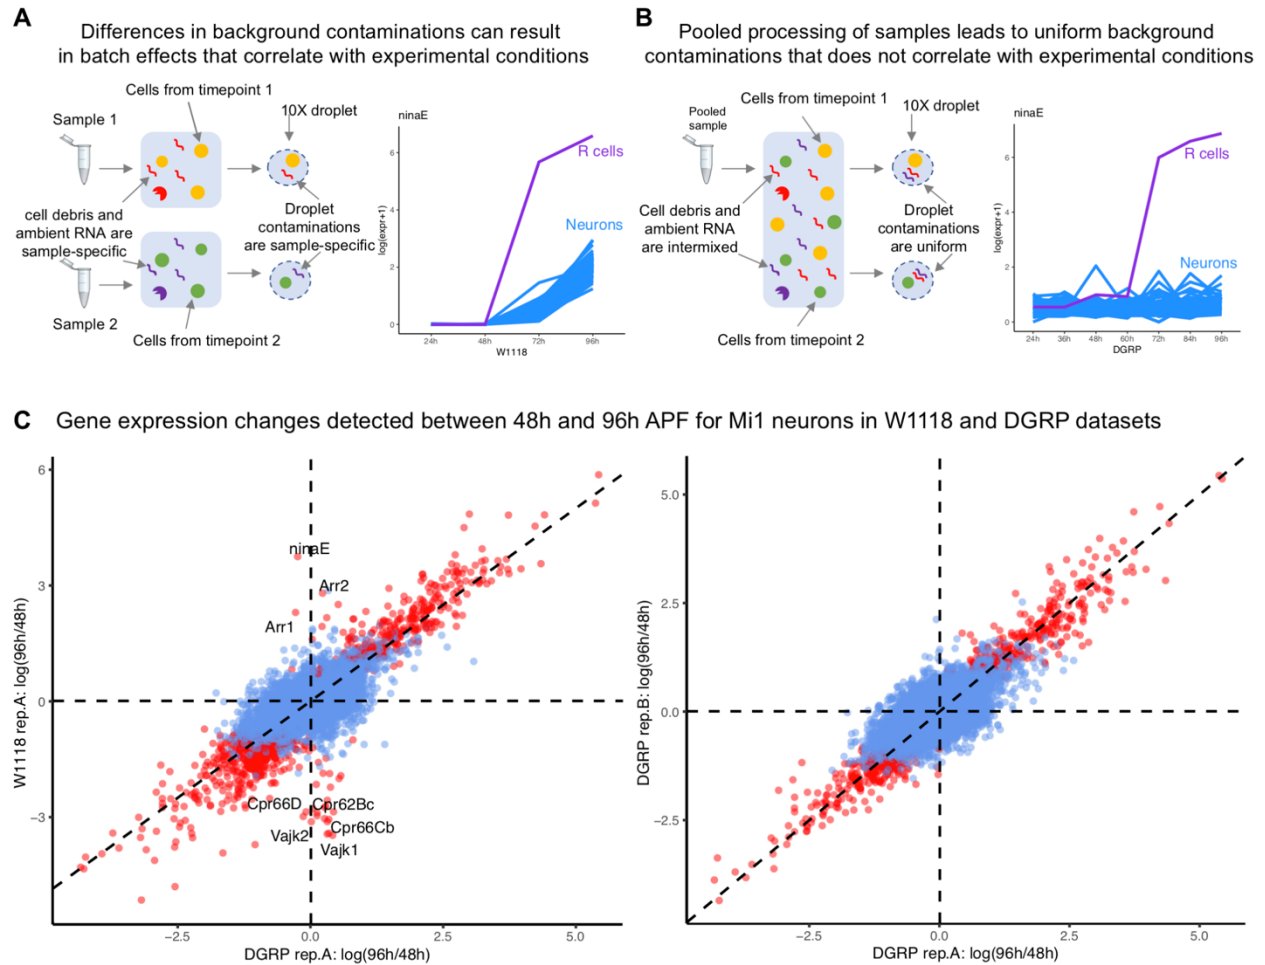 A
Differences in background contaminations can result
in batch effects that correlate with experimental conditions
Cells from timepoint 1
Sample 1
10X droplet
cell debris and
ambient RNA are
sample-specific
Droplet
contaminations
are sample-specific
Sample 2
Cells from timepoint 2
ninaE
R cells
Neurons
log(expr+1)
6
4
2
0
24h 48h 72h 96h
W1118
B
Pooled processing of samples leads to uniform background
contaminations that does not correlate with experimental conditions
Cells from timepoint 1
Pooled
sample
10X droplet
Cell debris and
ambient RNA
are intermixed
Droplet
contaminations
are uniform
Cells from timepoint 2
ninaE
R cells
Neurons
log(expr+1)
6
4
2
0
24h 36h 48h 60h 72h 84h 96h
DGRP
C
Gene expression changes detected between 48h and 96h APF for Mi1 neurons in W1118 and DGRP datasets
W1118 rep.A: log(96h/48h)
6
3
0
−3
ninaE
Arr2
Arr1
Cpr66D
Cpr62Bc
Cpr66Cb
Vajk2
Vajk1
−2.5 0.0 2.5 5.0
DGRP rep.A: log(96h/48h)
DGRP rep.B: log(96h/48h)
5.0
2.5
0.0
−2.5
−2.5 0.0 2.5 5.0
DGRP rep.A: log(96h/48h)